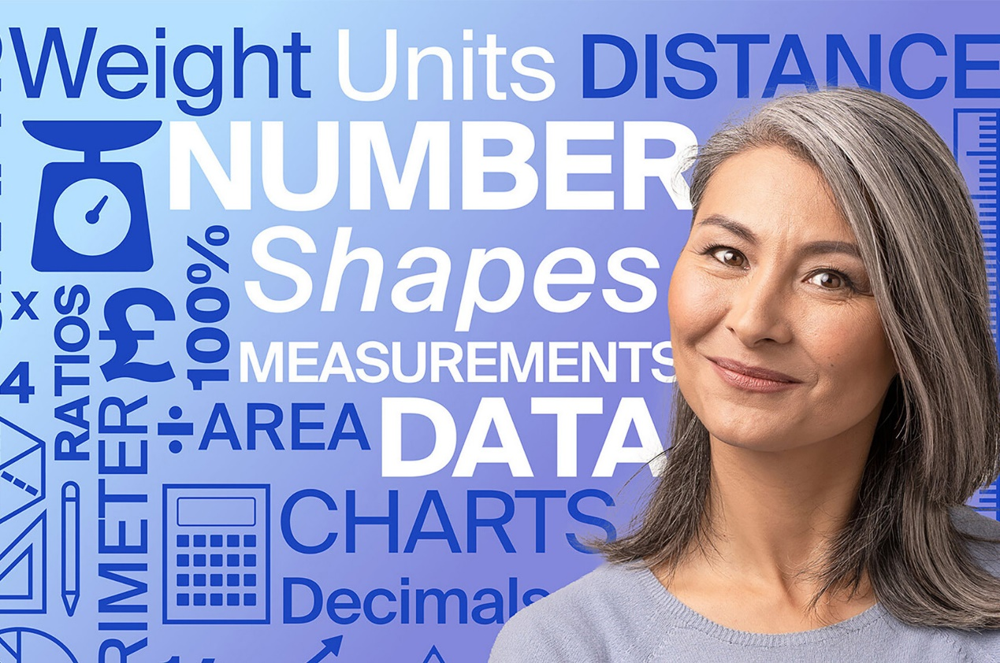 Weight Units DISTANCE
NUMBER
Shapes
MEASUREMENTS
DATA
÷ AREA
CHARTS
Decimals
100%
£
RATIOS
RIMETER
x
4